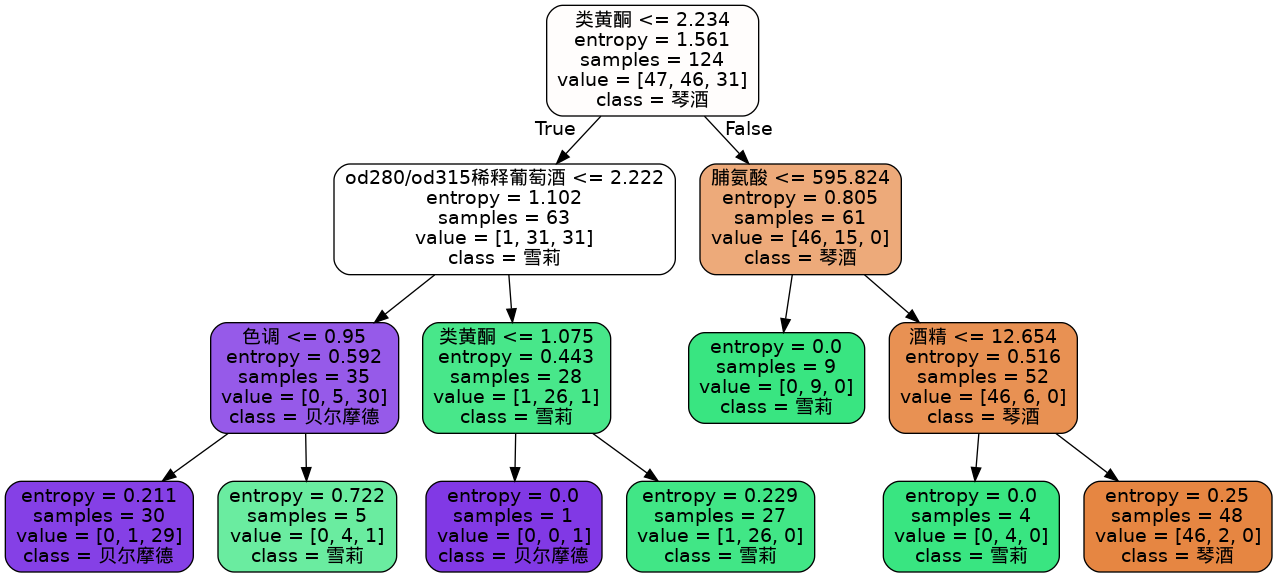 类黄酮 <= 2.234
entropy = 1.561
samples = 124
value = [47, 46, 31]
class = 琴酒
True
False
od280/od315稀释葡萄酒 <= 2.222
entropy = 1.102
samples = 63
value = [1, 31, 31]
class = 雪莉
脯氨酸 <= 595.824
entropy = 0.805
samples = 61
value = [46, 15, 0]
class = 琴酒
色调 <= 0.95
entropy = 0.592
samples = 35
value = [0, 5, 30]
class = 贝尔摩德
类黄酮 <= 1.075
entropy = 0.443
samples = 28
value = [1, 26, 1]
class = 雪莉
entropy = 0.0
samples = 9
value = [0, 9, 0]
class = 雪莉
酒精 <= 12.654
entropy = 0.516
samples = 52
value = [46, 6, 0]
class = 琴酒
entropy = 0.211
samples = 30
value = [0, 1, 29]
class = 贝尔摩德
entropy = 0.722
samples = 5
value = [0, 4, 1]
class = 雪莉
entropy = 0.0
samples = 1
value = [0, 0, 1]
class = 贝尔摩德
entropy = 0.229
samples = 27
value = [1, 26, 0]
class = 雪莉
entropy = 0.0
samples = 4
value = [0, 4, 0]
class = 雪莉
entropy = 0.25
samples = 48
value = [46, 2, 0]
class = 琴酒